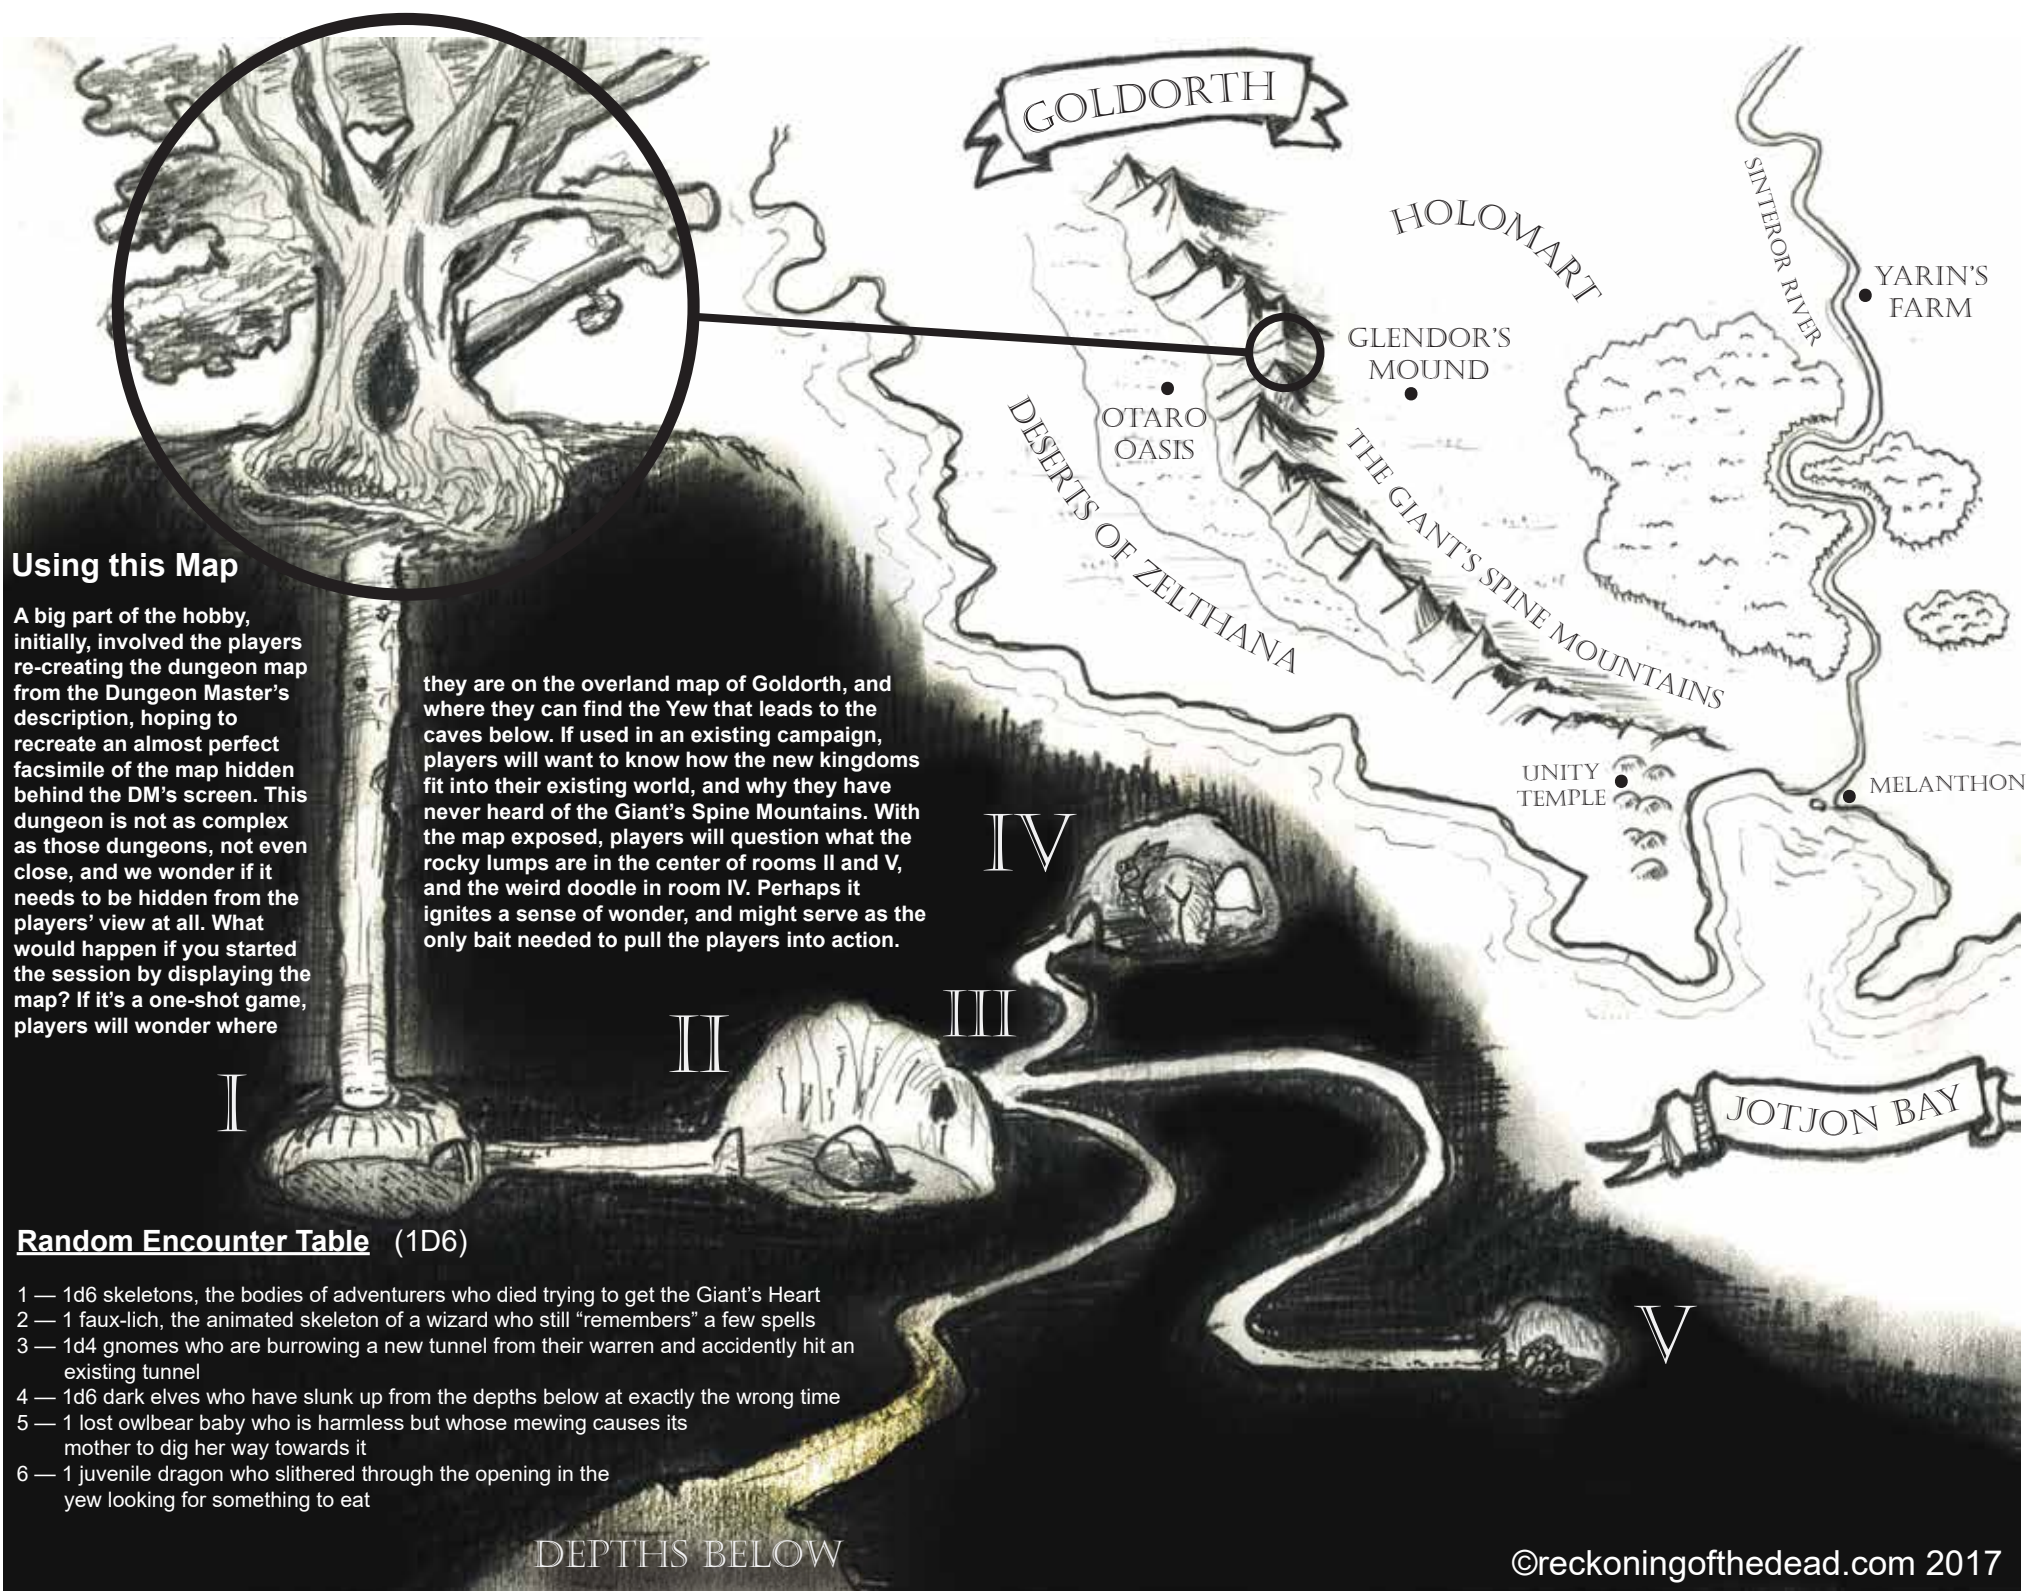 GOLDORTH
HOLOMART
SINTEROR RIVER
YARIN'S
FARM
GLENDOR'S
MOUND
OTARO
OASIS
DESERTS OF ZELTHANA
THE GIANT'S SPINE MOUNTAINS
UNITY
TEMPLE
MELANTHON
JOTJON BAY
Using this Map
A big part of the hobby,
initially, involved the players
re-creating the dungeon map
from the Dungeon Master's
description, hoping to
recreate an almost perfect
facsimile of the map hidden
behind the DM's screen. This
dungeon is not as complex
as those dungeons, not even
close, and we wonder if it
needs to be hidden from the
players' view at all. What
would happen if you started
the session by displaying the
map? If it's a one-shot game,
players will wonder where
they are on the overland map of Goldorth, and
where they can find the Yew that leads to the
caves below. If used in an existing campaign,
players will want to know how the new kingdoms
fit into their existing world, and why they have
never heard of the Giant's Spine Mountains. With
the map exposed, players will question what the
rocky lumps are in the center of rooms II and V,
and the weird doodle in room IV. Perhaps it
ignites a sense of wonder, and might serve as the
only bait needed to pull the players into action.
I
II
III
IV
V
Random Encounter Table (1D6)
1 — 1d6 skeletons, the bodies of adventurers who died trying to get the Giant's Heart
2 — 1 faux-lich, the animated skeleton of a wizard who still “remembers” a few spells
3 — 1d4 gnomes who are burrowing a new tunnel from their warren and accidently hit an
existing tunnel
4 — 1d6 dark elves who have slunk up from the depths below at exactly the wrong time
5 — 1 lost owlbear baby who is harmless but whose mewing causes its
mother to dig her way towards it
6 — 1 juvenile dragon who slithered through the opening in the
yew looking for something to eat
DEPTHS BELOW
©reckoningofthedead.com 2017